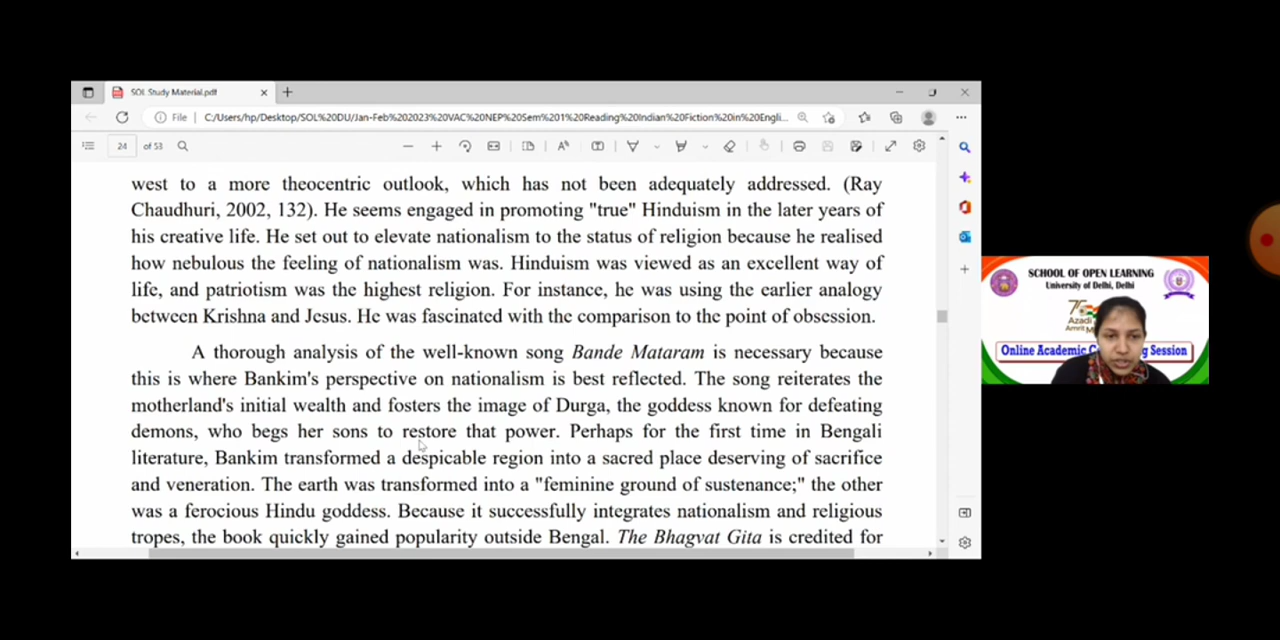 SOL Study Material.pdf
File C:/Users/hp/Desktop/SOL%20DU/Jan-Feb%202023%20VAC%20NEP%20Sem%201%20Reading%20Indian%20Fiction%20in%20Engli...
24 of 53
west to a more theocentric outlook, which has not been adequately addressed. (Ray
Chaudhuri, 2002, 132). He seems engaged in promoting "true" Hinduism in the later years of
his creative life. He set out to elevate nationalism to the status of religion because he realised
how nebulous the feeling of nationalism was. Hinduism was viewed as an excellent way of
life, and patriotism was the highest religion. For instance, he was using the earlier analogy
between Krishna and Jesus. He was fascinated with the comparison to the point of obsession.
A thorough analysis of the well-known song Bande Mataram is necessary because
this is where Bankim's perspective on nationalism is best reflected. The song reiterates the
motherland's initial wealth and fosters the image of Durga, the goddess known for defeating
demons, who begs her sons to restore that power. Perhaps for the first time in Bengali
literature, Bankim transformed a despicable region into a sacred place deserving of sacrifice
and veneration. The earth was transformed into a "feminine ground of sustenance;" the other
was a ferocious Hindu goddess. Because it successfully integrates nationalism and religious
tropes, the book quickly gained popularity outside Bengal. The Bhagvat Gita is credited for
SCHOOL OF OPEN LEARNING
University of Delhi, Delhi
Azadi
Amrit M
Online Academic C g Session